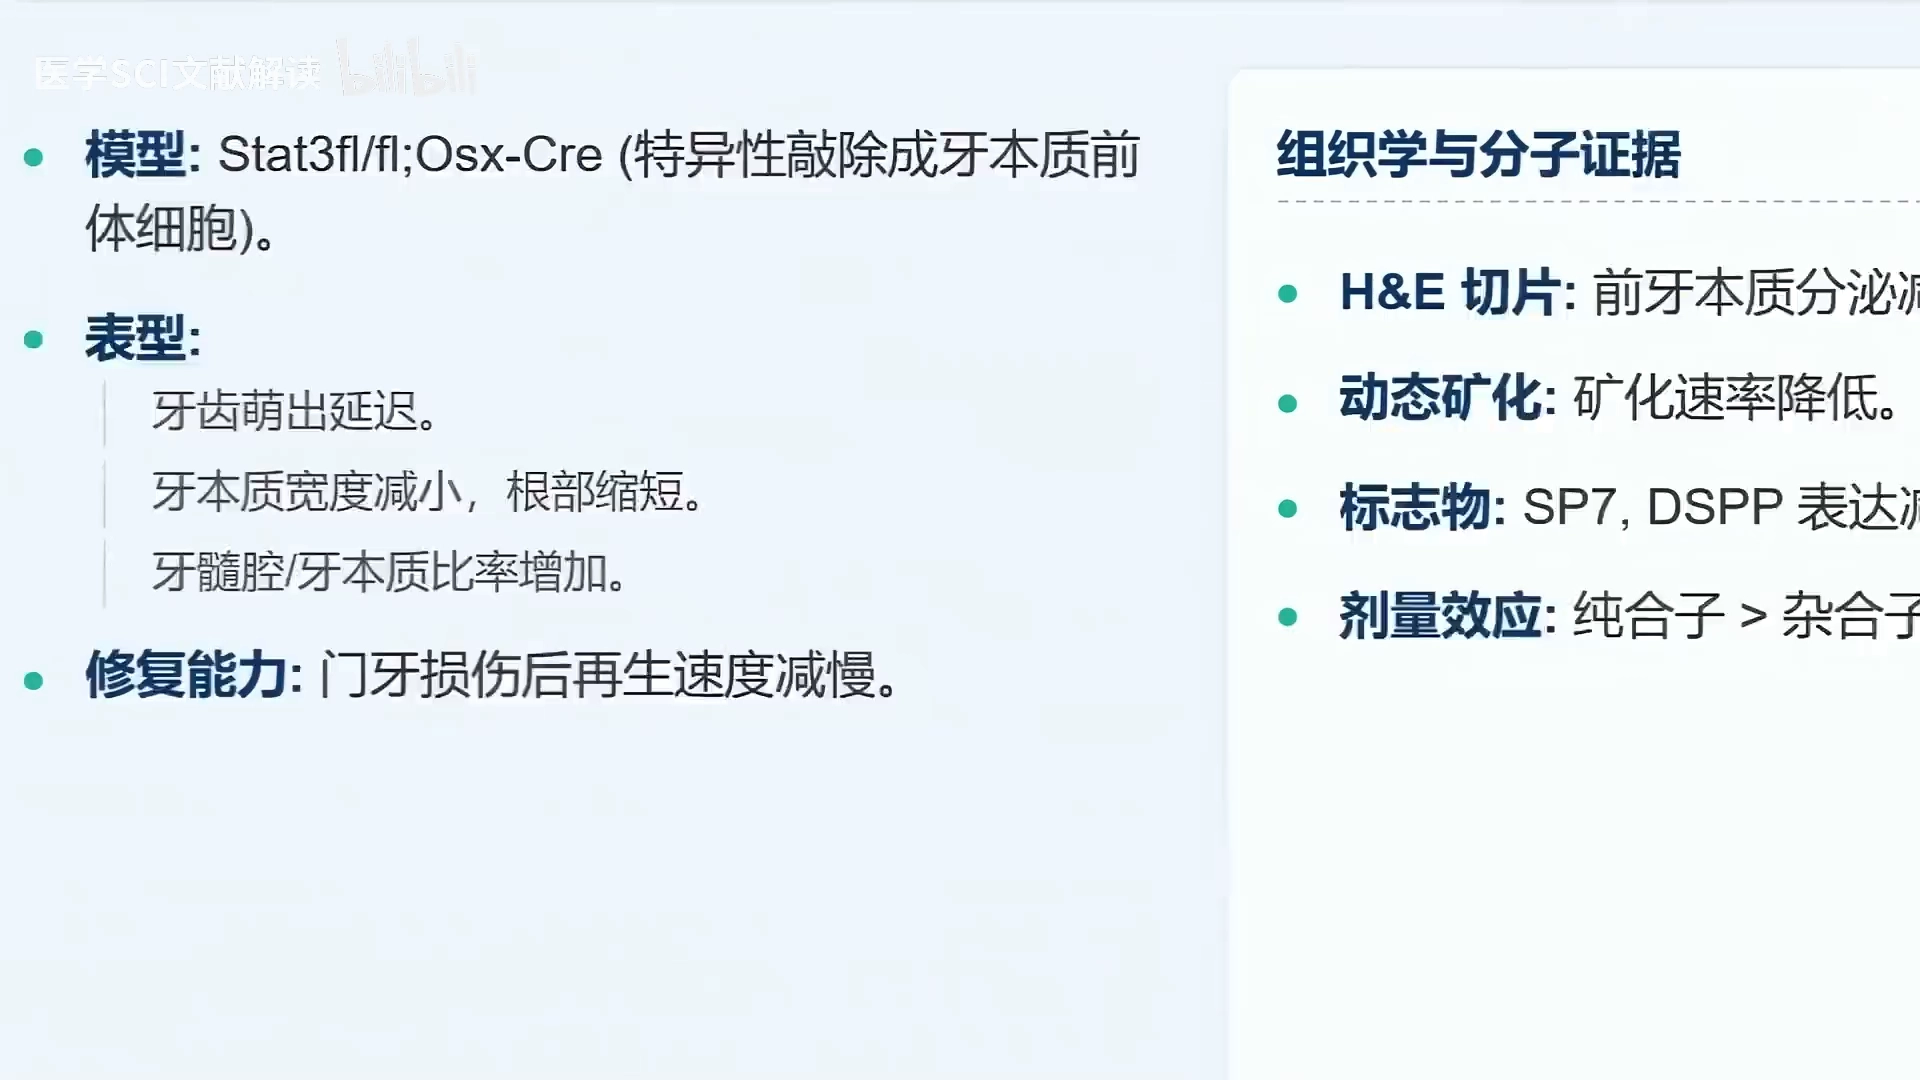 医学SCI文献解读 bilibili
模型: Stat3fl/fl;Osx-Cre (特异性敲除成牙本质前
体细胞)。
表型:
牙齿萌出延迟。
牙本质宽度减小，根部缩短。
牙髓腔/牙本质比率增加。
修复能力: 门牙损伤后再生速度减慢。
组织学与分子证据
H&E 切片: 前牙本质分泌减
动态矿化: 矿化速率降低。
标志物: SP7, DSPP 表达减
剂量效应: 纯合子 > 杂合子